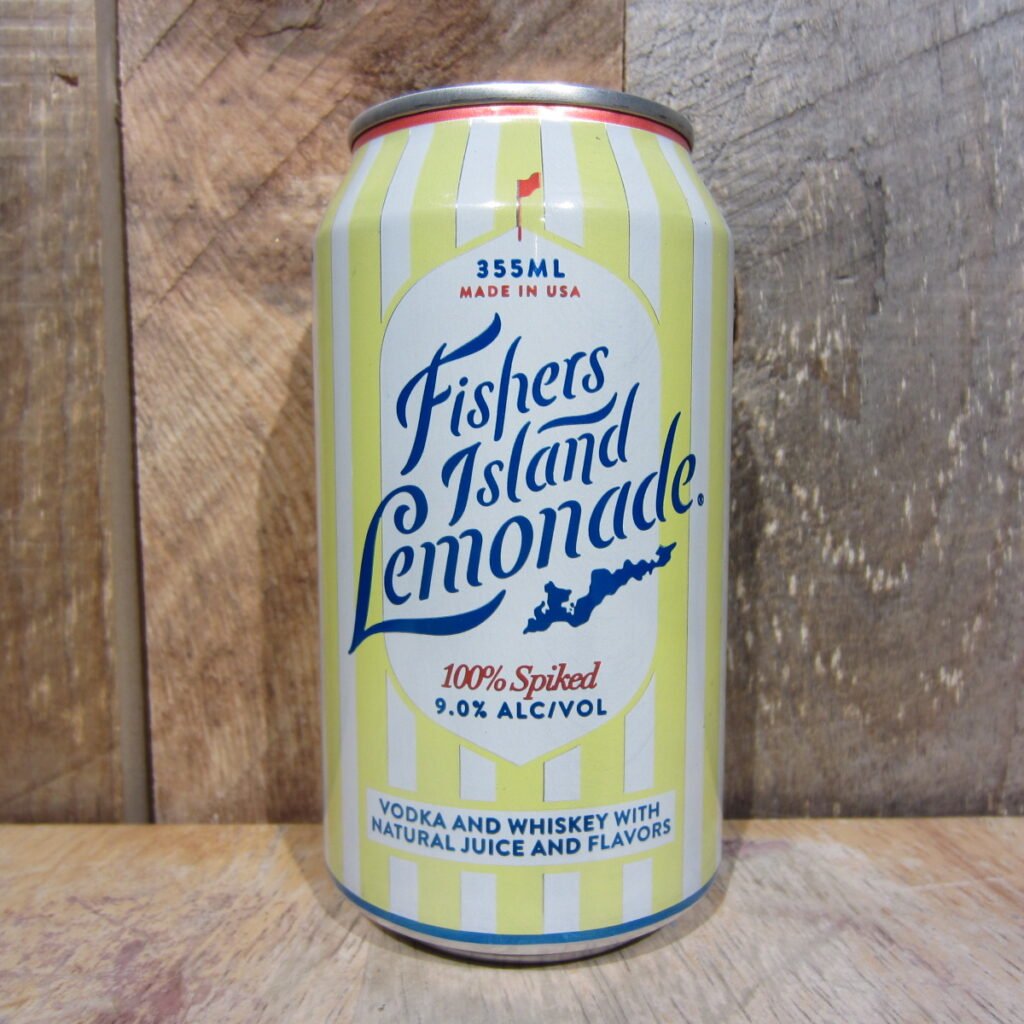 355ML
MADE IN USA
Fishers
Island
Lemonade®
100% Spiked
9.0% ALC/VOL
VODKA AND WHISKEY WITH
NATURAL JUICE AND FLAVORS